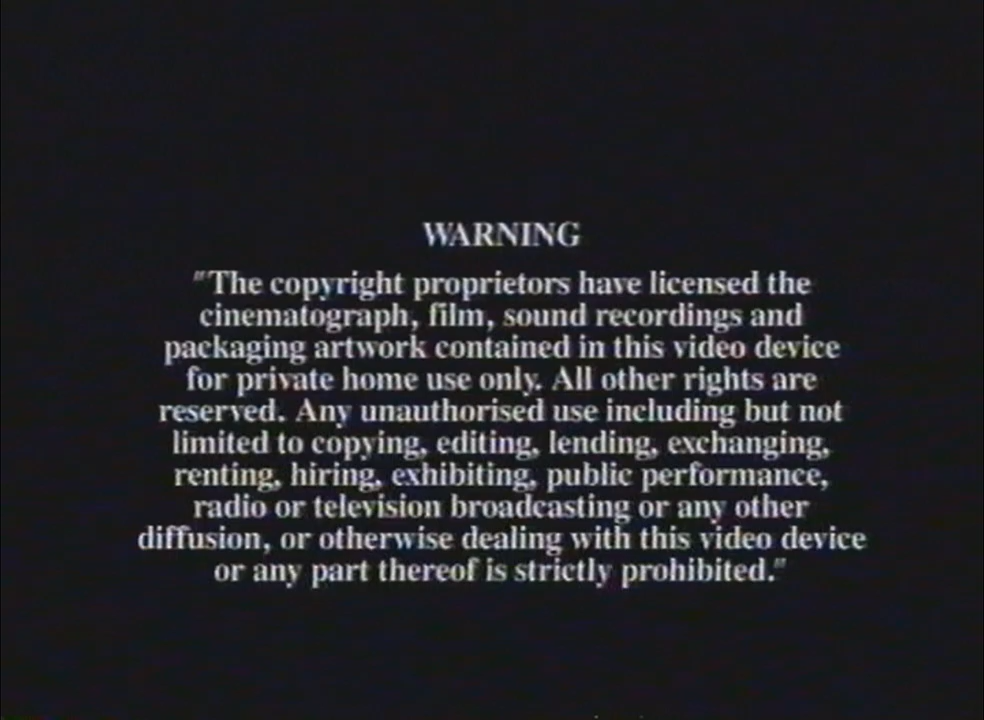 WARNING
"The copyright proprietors have licensed the
cinematograph, film, sound recordings and
packaging artwork contained in this video device
for private home use only. All other rights are
reserved. Any unauthorised use including but not
limited to copying, editing, lending, exchanging,
renting, hiring, exhibiting, public performance,
radio or television broadcasting or any other
diffusion, or otherwise dealing with this video device
or any part thereof is strictly prohibited."